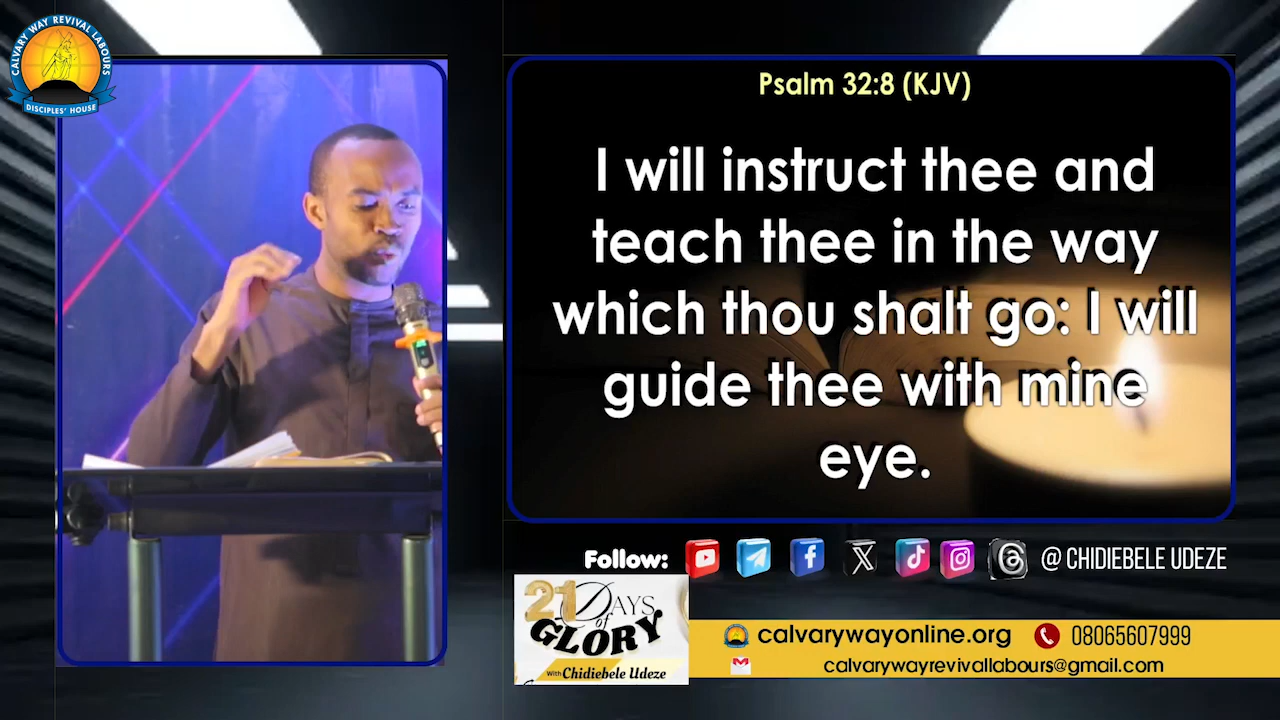 CALVARY WAY REVIVAL LABOURS
DISCIPLES' HOUSE
Psalm 32:8 (KJV)
I will instruct thee and
teach thee in the way
which thou shalt go: I will
guide thee with mine
eye.
Follow:
@ CHIDIEBELE UDEZE
21 DAYS
of
GLORY
With Chidiebele Udeze
calvarywayonline.org
08065607999
calvarywayrevivallabours@gmail.com